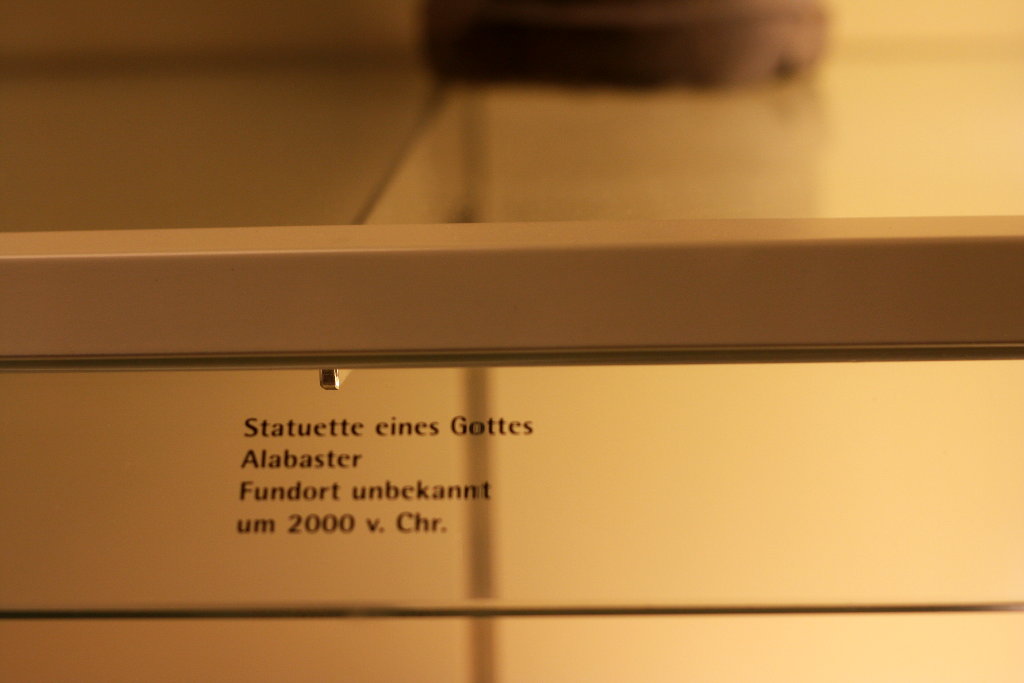 Statuette eines Gottes
Alabaster
Fundort unbekannt
um 2000 v. Chr.